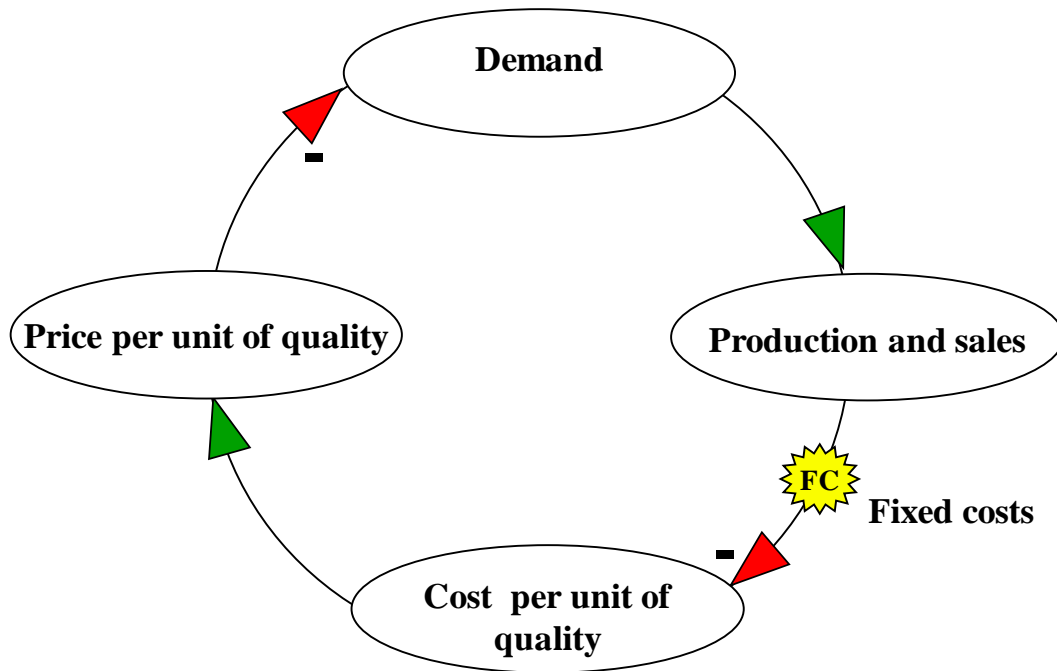 Demand
-
Price per unit of quality
Production and sales
FC
Fixed costs
-
Cost per unit of
quality